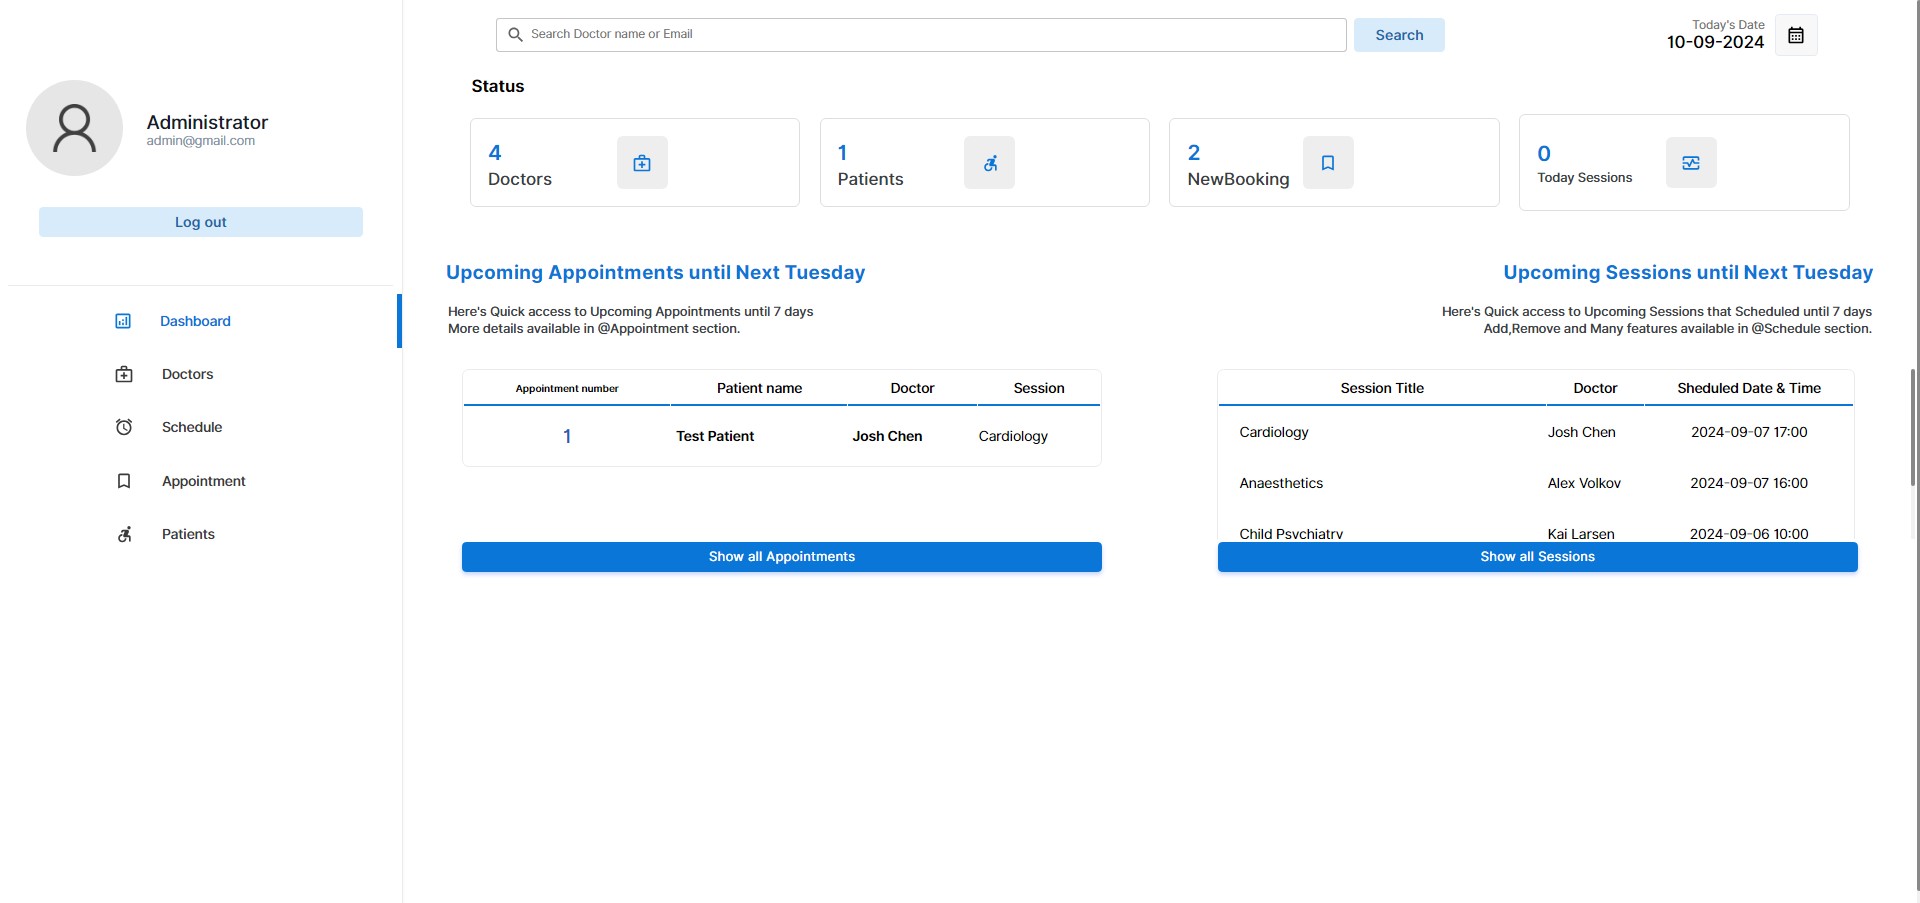 Administrator
admin@gmail.com
Log out
Dashboard
Doctors
Schedule
Appointment
Patients
Search Doctor name or Email
Search
Today's Date
10-09-2024
Status
4
Doctors
1
Patients
2
NewBooking
0
Today Sessions
Upcoming Appointments until Next Tuesday
Here's Quick access to Upcoming Appointments until 7 days
More details available in @Appointment section.
Appointment number Patient name Doctor Session
1 Test Patient Josh Chen Cardiology
Show all Appointments
Upcoming Sessions until Next Tuesday
Here's Quick access to Upcoming Sessions that Scheduled until 7 days
Add,Remove and Many features available in @Schedule section.
Session Title Doctor Sheduled Date & Time
Cardiology Josh Chen 2024-09-07 17:00
Anaesthetics Alex Volkov 2024-09-07 16:00
Child Psychiatry Kai Larsen 2024-09-06 10:00
Show all Sessions